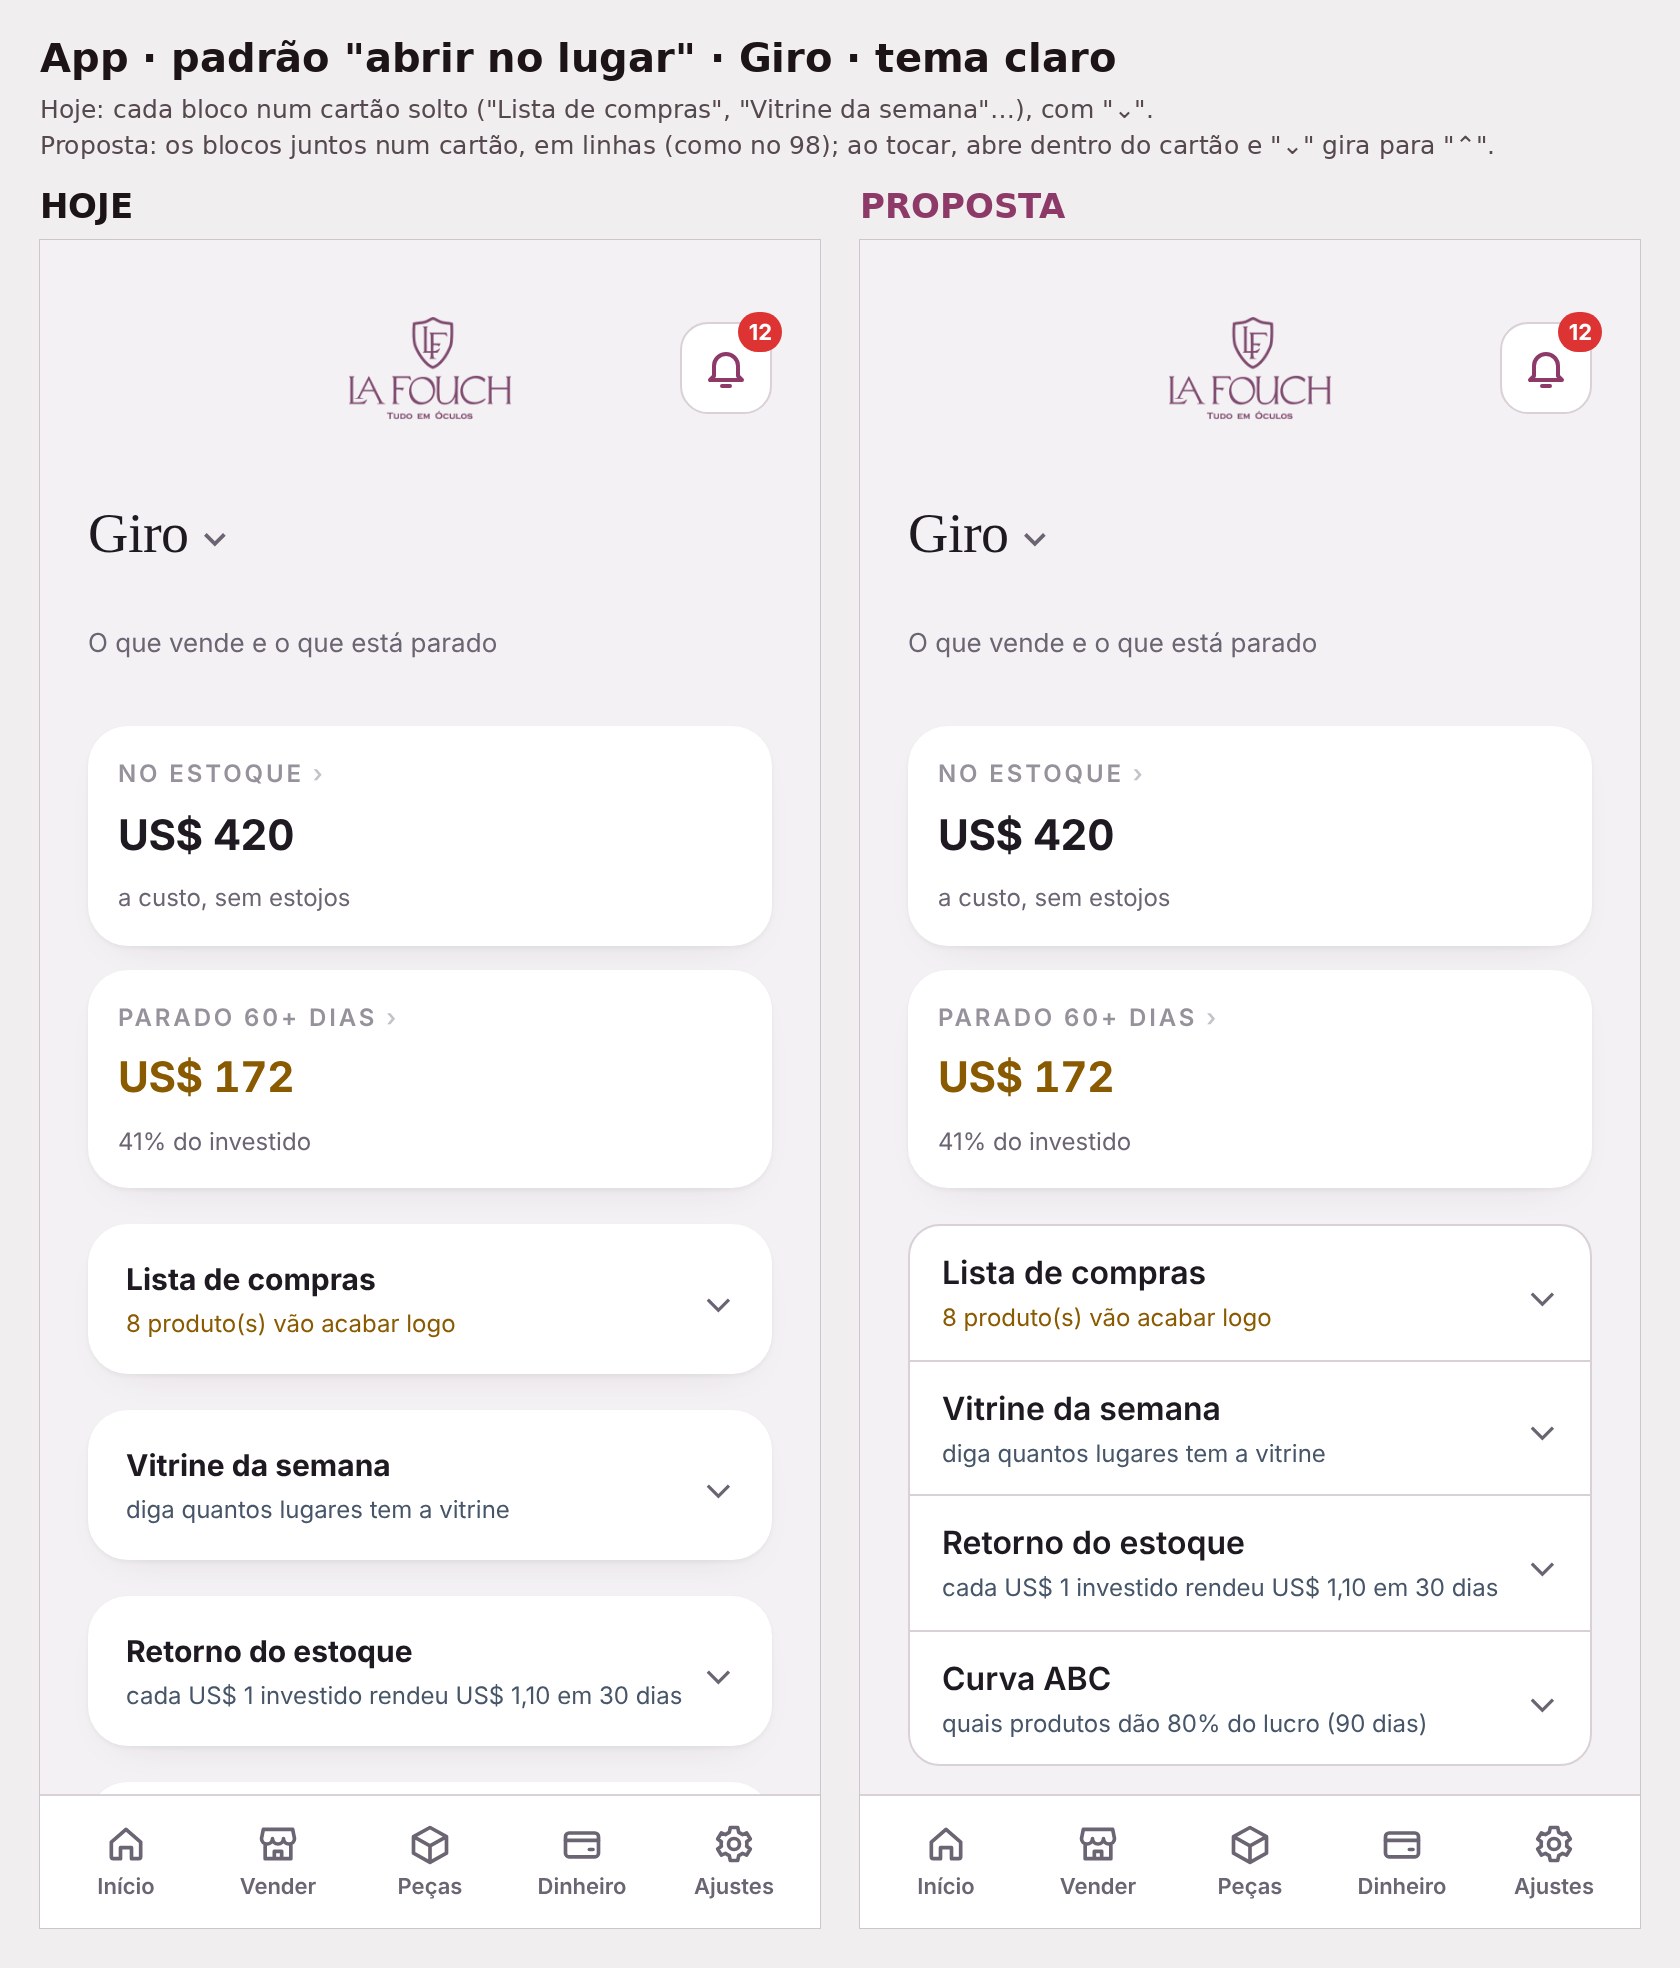 App · padrão "abrir no lugar" · Giro · tema claro
Hoje: cada bloco num cartão solto ("Lista de compras", "Vitrine da semana"...), com "⌄".
Proposta: os blocos juntos num cartão, em linhas (como no 98); ao tocar, abre dentro do cartão e "⌄" gira para "⌃".
HOJE
LF
LA FOUCH
TUDO EM ÓCULOS
12
Giro
O que vende e o que está parado
NO ESTOQUE ›
US$ 420
a custo, sem estojos
PARADO 60+ DIAS ›
US$ 172
41% do investido
Lista de compras
8 produto(s) vão acabar logo
Vitrine da semana
diga quantos lugares tem a vitrine
Retorno do estoque
cada US$ 1 investido rendeu US$ 1,10 em 30 dias
Início Vender Peças Dinheiro Ajustes
PROPOSTA
LF
LA FOUCH
TUDO EM ÓCULOS
12
Giro
O que vende e o que está parado
NO ESTOQUE ›
US$ 420
a custo, sem estojos
PARADO 60+ DIAS ›
US$ 172
41% do investido
Lista de compras
8 produto(s) vão acabar logo
Vitrine da semana
diga quantos lugares tem a vitrine
Retorno do estoque
cada US$ 1 investido rendeu US$ 1,10 em 30 dias
Curva ABC
quais produtos dão 80% do lucro (90 dias)
Início Vender Peças Dinheiro Ajustes